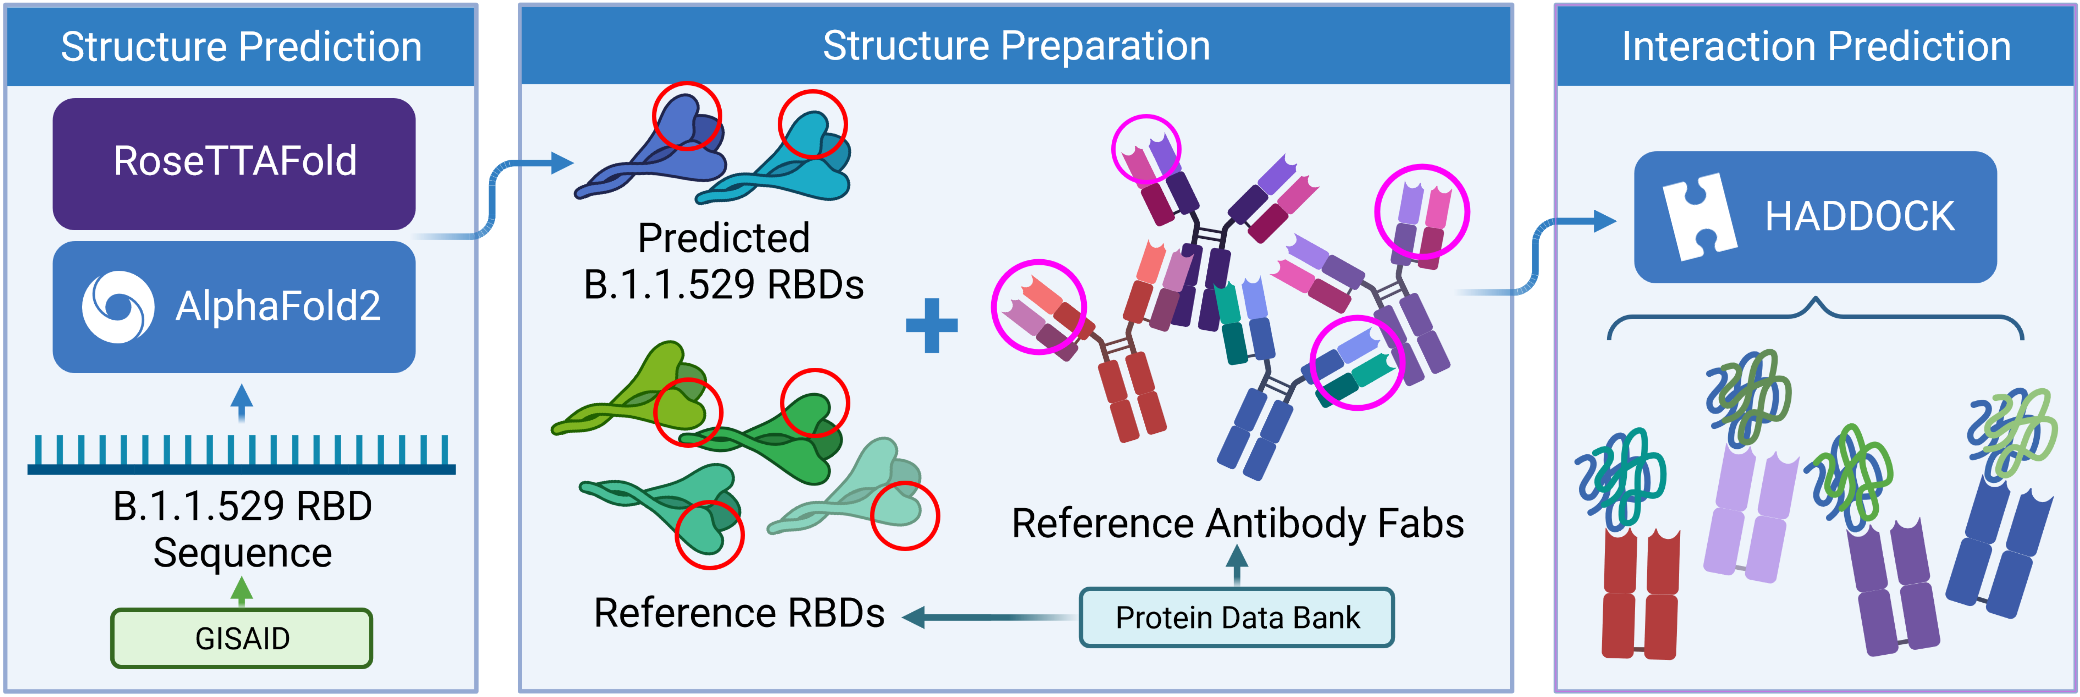 Structure Prediction
RoseTTAFold
AlphaFold2
B.1.1.529 RBD
Sequence
GISAID
Structure Preparation
Predicted
B.1.1.529 RBDs
Reference RBDs
Reference Antibody Fabs
Protein Data Bank
Interaction Prediction
HADDOCK